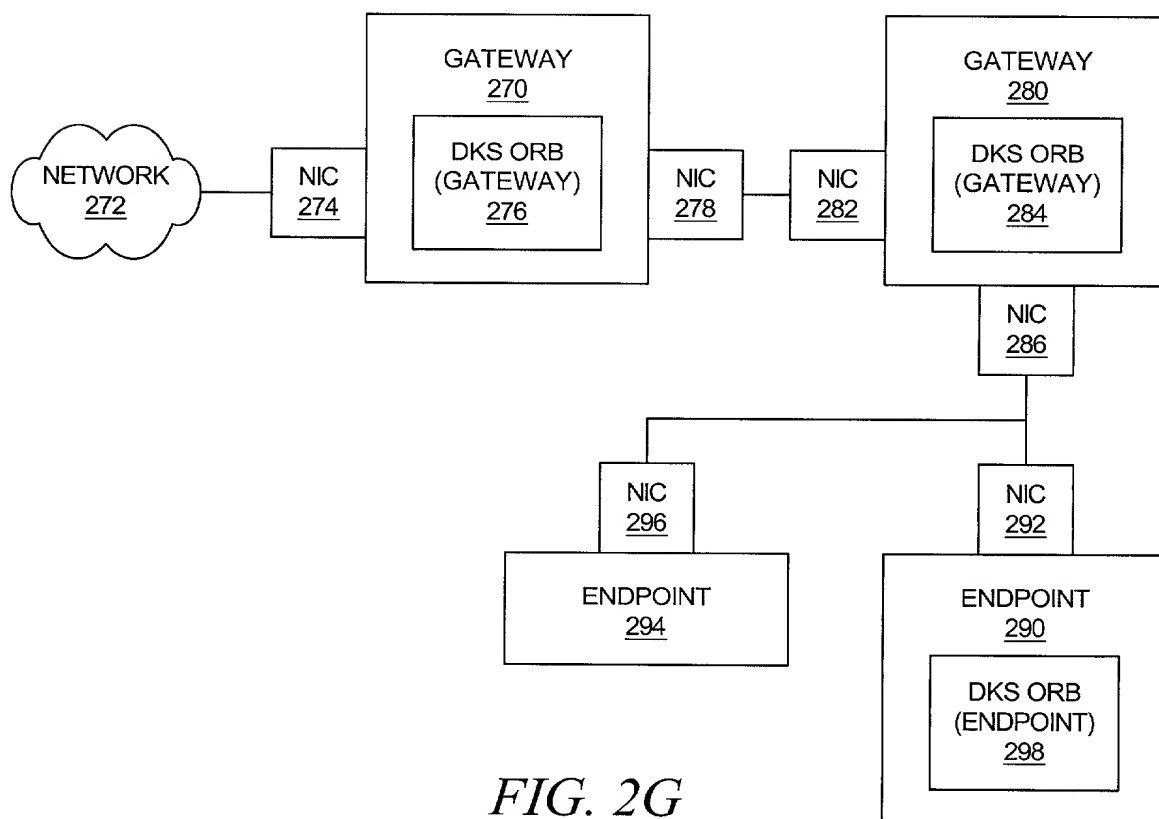 GATEWAY
270
DKS ORB
(GATEWAY)
276
NETWORK
272
NIC
274
NIC
278
NIC
282
GATEWAY
280
DKS ORB
(GATEWAY)
284
NIC
286
NIC
296
NIC
292
ENDPOINT
294
ENDPOINT
290
DKS ORB
(ENDPOINT)
298
FIG. 2G